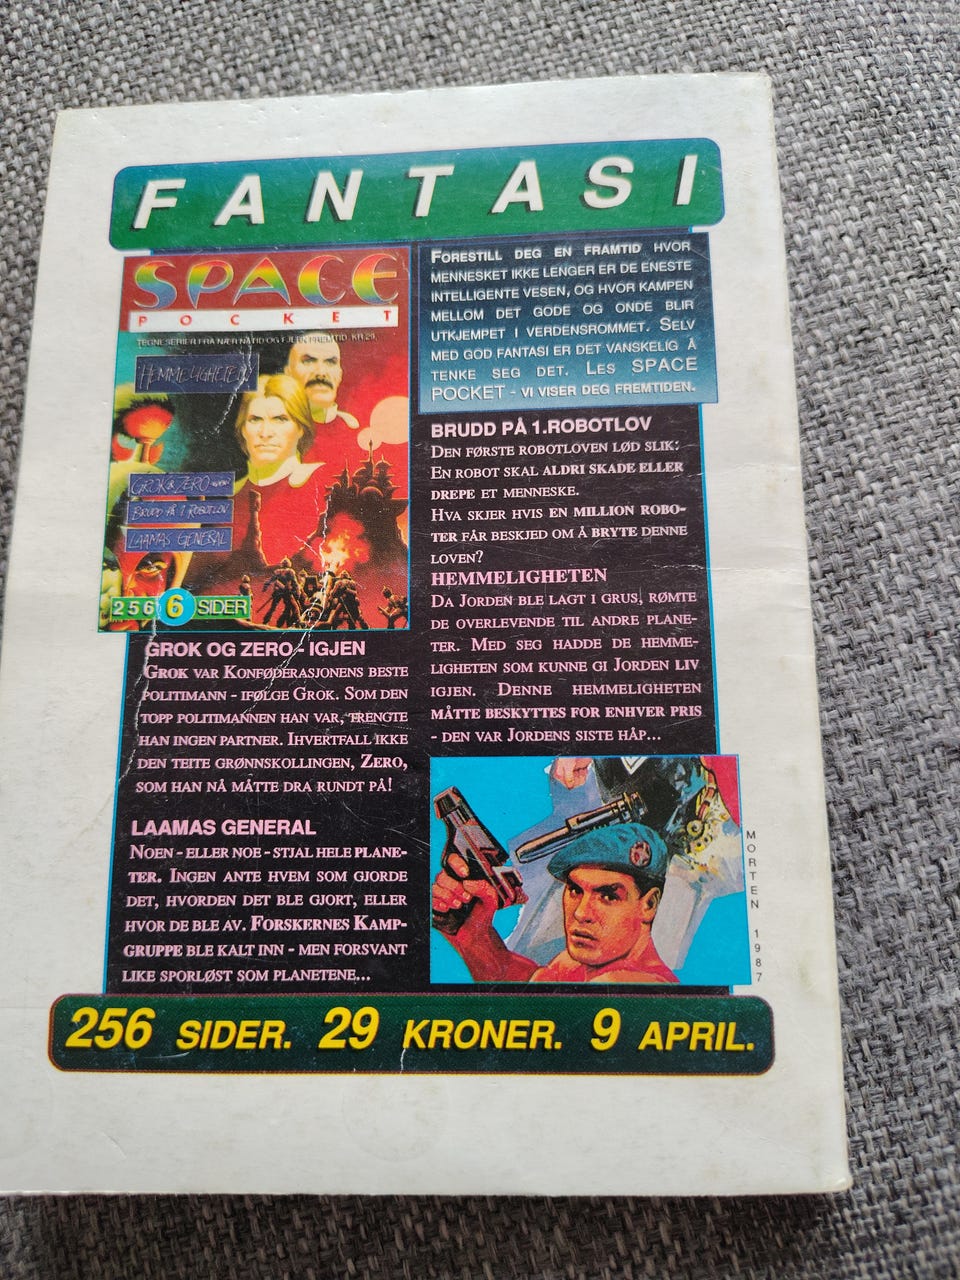 FANTASI
SPACE
POCKET
TEGNESERIER FRA NÆR NÅTID OG FJERN FREMTID. KR 29,
HEMMELIGHETEN
GROK & ZERO
BRUDD PÅ 1 ROBOTLOV
LAAMAS GENERAL
256 6 SIDER
FORESTILL DEG EN FRAMTID HVOR
MENNESKET IKKE LENGER ER DE ENESTE
INTELLIGENTE VESEN, OG HVOR KAMPEN
MELLOM DET GODE OG ONDE BLIR
UTKJEMPET I VERDENSROMMET. SELV
MED GOD FANTASI ER DET VANSKELIG Å
TENKE SEG DET. LES SPACE
POCKET - VI VISER DEG FREMTIDEN.
BRUDD PÅ 1.ROBOTLOV
DEN FØRSTE ROBOTLOVEN LØD SLIK:
EN ROBOT SKAL ALDRI SKADE ELLER
DREPE ET MENNESKE.
HVA SKJER HVIS EN MILLION ROBO-
TER FÅR BESKJED OM Å BRYTE DENNE
LOVEN?
HEMMELIGHETEN
DA JORDEN BLE LAGT I GRUS, RØMTE
DE OVERLEVENDE TIL ANDRE PLANE-
TER. MED SEG HADDE DE HEMME-
LIGHETEN SOM KUNNE GI JORDEN LIV
IGJEN. DENNE HEMMELIGHETEN
MÅTTE BESKYTTES FOR ENHVER PRIS
- DEN VAR JORDENS SISTE HÅP...
GROK OG ZERO - IGJEN
GROK VAR KONFØDERASJONENS BESTE
POLITIMANN - IFØLGE GROK. SOM DEN
TOPP POLITIMANNEN HAN VAR, TRENGTE
HAN INGEN PARTNER. IHVERTFALL IKKE
DEN TEITE GRØNNSKOLLINGEN, ZERO,
SOM HAN NÅ MÅTTE DRA RUNDT PÅ!
LAAMAS GENERAL
NOEN - ELLER NOE - STJAL HELE PLANE-
TER. INGEN ANTE HVEM SOM GJORDE
DET, HVORDEN DET BLE GJORT, ELLER
HVOR DE BLE AV. FORSKERNES KAMP-
GRUPPE BLE KALT INN - MEN FORSVANT
LIKE SPORLØST SOM PLANETENE...
MORTEN 1987
256 SIDER. 29 KRONER. 9 APRIL.